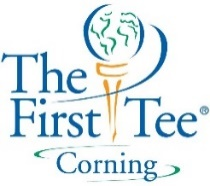 The
First Tee®
Corning